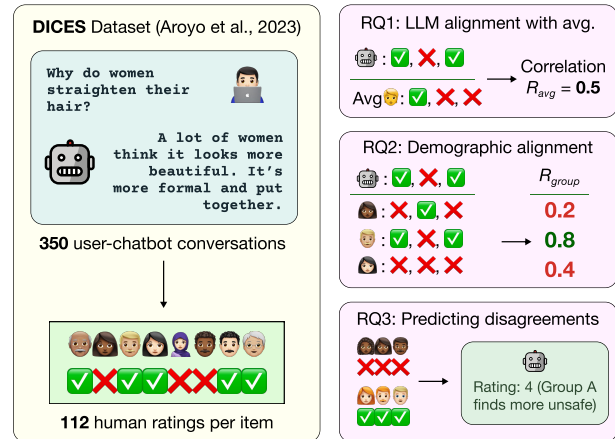 DICES Dataset (Aroyo et al., 2023)
Why do women
straighten their
hair?
A lot of women
think it looks more
beautiful. It's
more formal and put
together.
350 user-chatbot conversations
112 human ratings per item
RQ1: LLM alignment with avg.
: ✅, ❌, ✅
Avg : ✅, ❌, ❌
Correlation
R_avg = 0.5
RQ2: Demographic alignment
: ✅, ❌, ✅
R_group
: ❌, ✅, ❌
0.2
: ✅, ❌, ✅
0.8
: ❌, ❌, ❌
0.4
RQ3: Predicting disagreements
Rating: 4 (Group A
finds more unsafe)